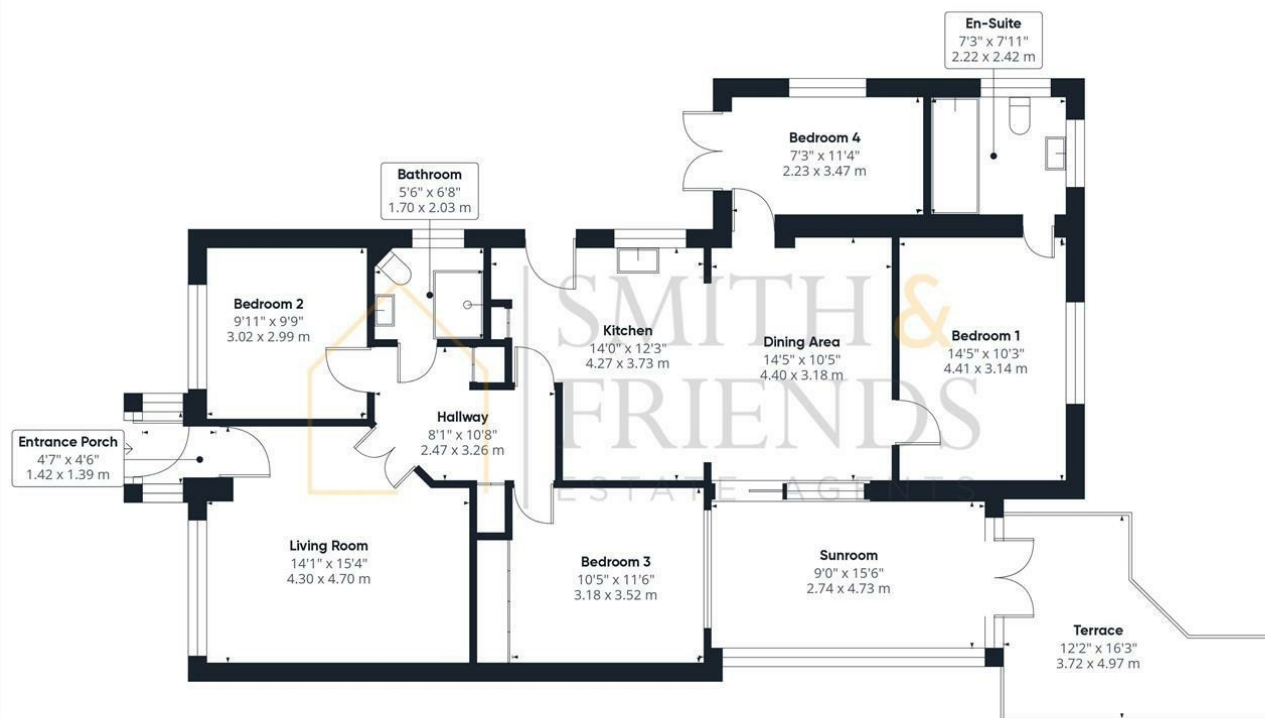 En-Suite
7'3" x 7'11"
2.22 x 2.42 m
Bedroom 4
7'3" x 11'4"
2.23 x 3.47 m
Bathroom
5'6" x 6'8"
1.70 x 2.03 m
Bedroom 2
9'11" x 9'9"
3.02 x 2.99 m
Kitchen
14'0" x 12'3"
4.27 x 3.73 m
Dining Area
14'5" x 10'5"
4.40 x 3.18 m
Bedroom 1
14'5" x 10'3"
4.41 x 3.14 m
SMITH &
FRIENDS
ESTATE AGENTS
Hallway
8'1" x 10'8"
2.47 x 3.26 m
Entrance Porch
4'7" x 4'6"
1.42 x 1.39 m
Living Room
14'1" x 15'4"
4.30 x 4.70 m
Bedroom 3
10'5" x 11'6"
3.18 x 3.52 m
Sunroom
9'0" x 15'6"
2.74 x 4.73 m
Terrace
12'2" x 16'3"
3.72 x 4.97 m